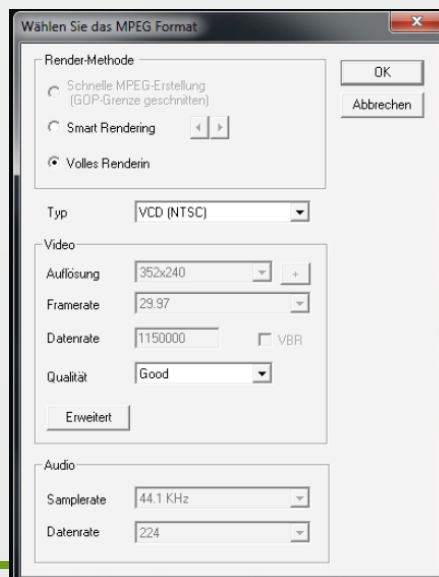 Wählen Sie das MPEG Format
Render-Methode
Schnelle MPEG-Erstellung
(GOP-Grenze geschnitten)
Smart Rendering
Volles Renderin
OK
Abbrechen
Typ
VCD (NTSC)
Video
Auflösung
352x240
+
Framerate
29.97
Datenrate
1150000
VBR
Qualität
Good
Erweitert
Audio
Samplerate
44.1 KHz
Datenrate
224